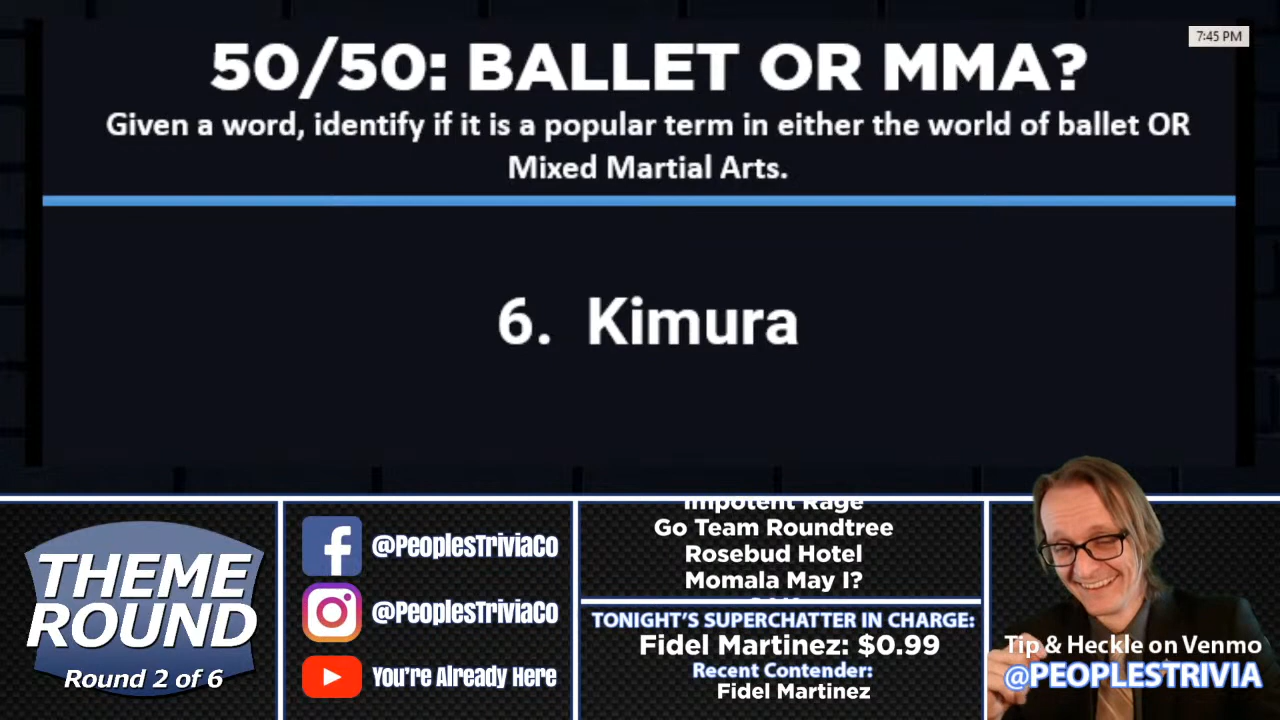 7:45 PM
50/50: BALLET OR MMA?
Given a word, identify if it is a popular term in either the world of ballet OR
Mixed Martial Arts.
6. Kimura
THEME
ROUND
Round 2 of 6
@PeoplesTriviaCo
@PeoplesTriviaCo
You're Already Here
Impotent Rage
Go Team Roundtree
Rosebud Hotel
Momala May I?
TONIGHT'S SUPERCHATTER IN CHARGE:
Fidel Martinez: $0.99
Recent Contender:
Fidel Martinez
Tip & Heckle on Venmo
@PEOPLESTRIVIA